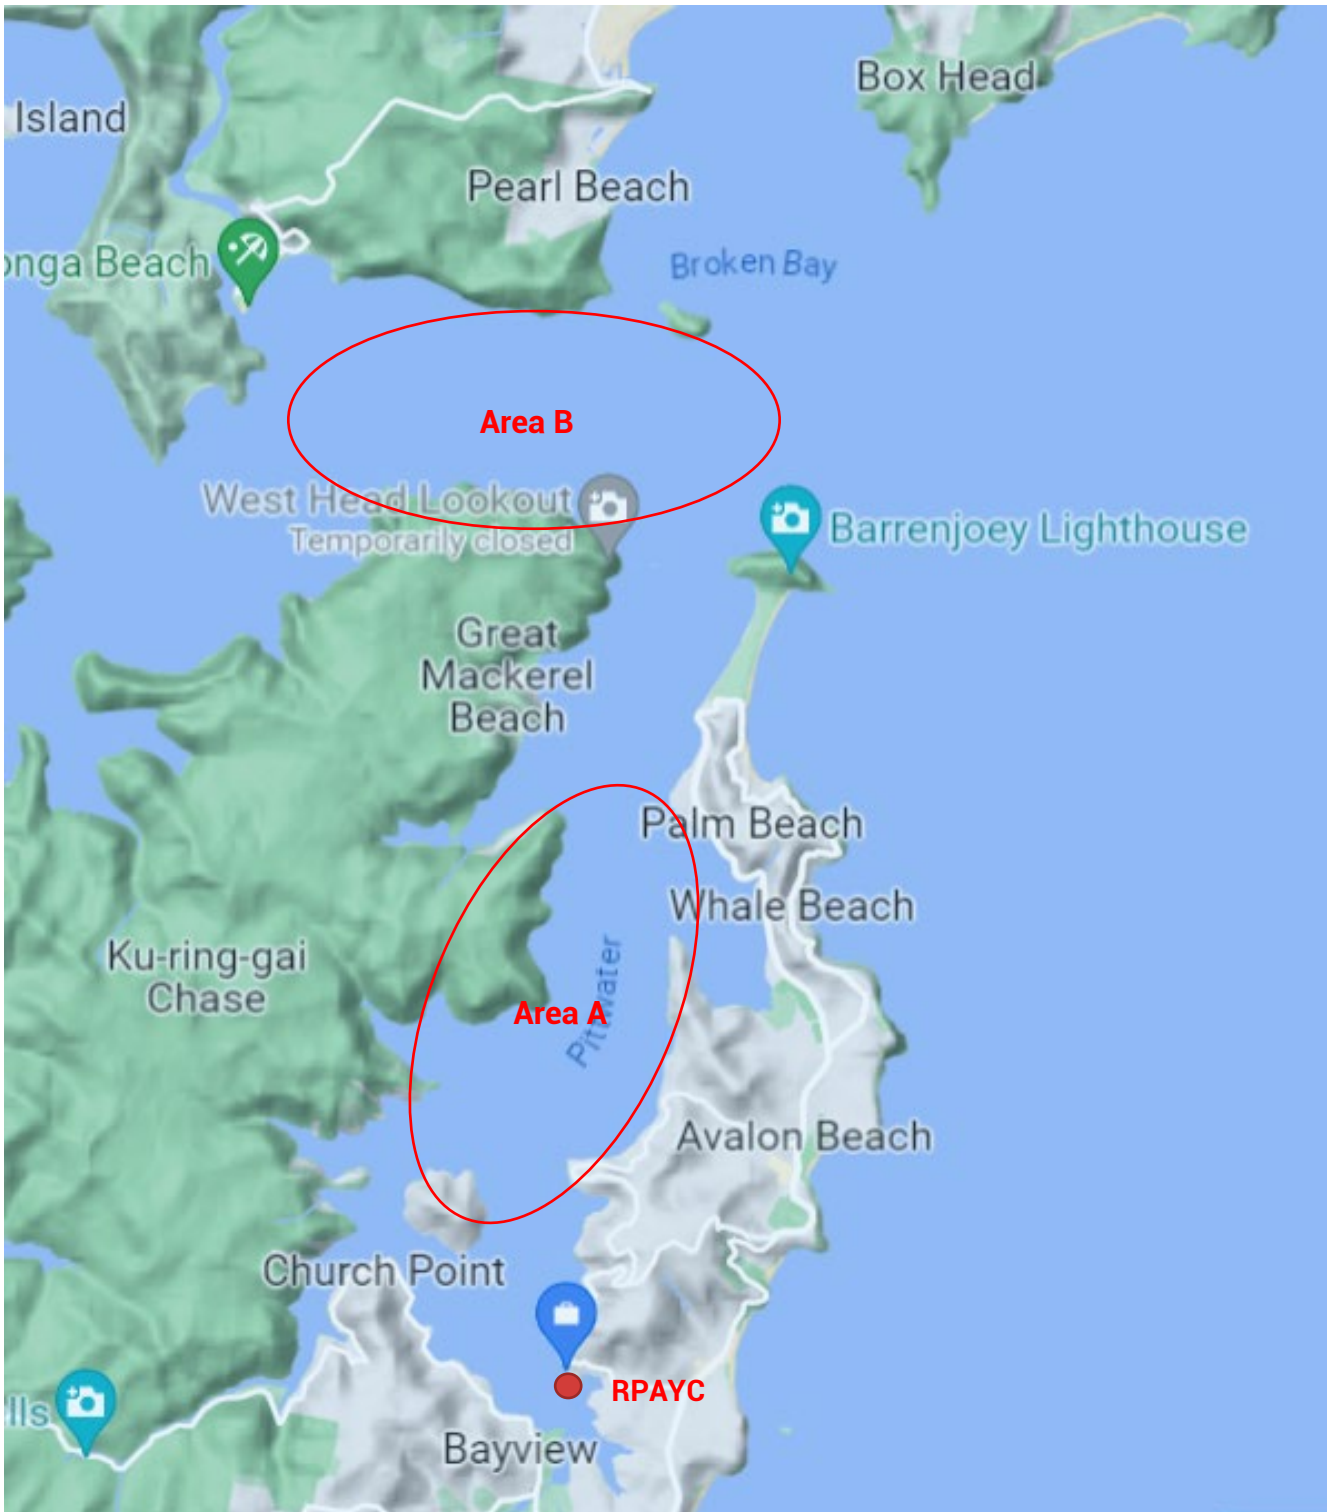 Box Head
Island
Pearl Beach
onga Beach
Broken Bay
Area B
West Head Lookout
Temporarily closed
Barrenjoey Lighthouse
Great
Mackerel
Beach
Palm Beach
Whale Beach
Ku-ring-gai
Chase
Pittwater
Area A
Avalon Beach
Church Point
RPAYC
lls
Bayview